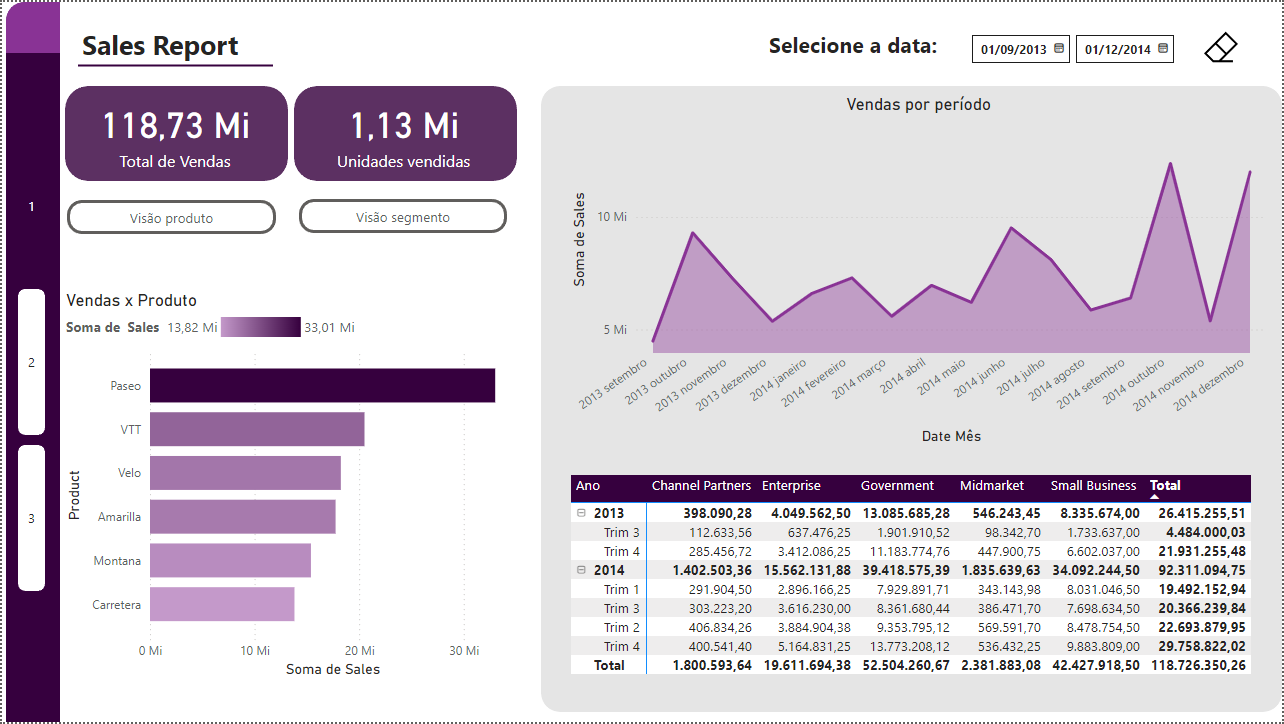 Sales Report
Selecione a data:
01/09/2013
01/12/2014
118,73 Mi
Total de Vendas
1,13 Mi
Unidades vendidas
Visão produto
Visão segmento
1
2
3
Vendas x Produto
Soma de Sales 13,82 Mi 33,01 Mi
Product
Paseo
VTT
Velo
Amarilla
Montana
Carretera
0 Mi 10 Mi 20 Mi 30 Mi
Soma de Sales
Vendas por período
Soma de Sales
10 Mi
5 Mi
2013 setembro
2013 outubro
2013 novembro
2013 dezembro
2014 janeiro
2014 fevereiro
2014 março
2014 abril
2014 maio
2014 junho
2014 julho
2014 agosto
2014 setembro
2014 outubro
2014 novembro
2014 dezembro
Date Mês
Ano Channel Partners Enterprise Government Midmarket Small Business Total
2013 398.090,28 4.049.562,50 13.085.685,28 546.243,45 8.335.674,00 26.415.255,51
Trim 3 112.633,56 637.476,25 1.901.910,52 98.342,70 1.733.637,00 4.484.000,03
Trim 4 285.456,72 3.412.086,25 11.183.774,76 447.900,75 6.602.037,00 21.931.255,48
2014 1.402.503,36 15.562.131,88 39.418.575,39 1.835.639,63 34.092.244,50 92.311.094,75
Trim 1 291.904,50 2.896.166,25 7.929.891,71 343.143,98 8.031.046,50 19.492.152,94
Trim 3 303.223,20 3.616.230,00 8.361.680,44 386.471,70 7.698.634,50 20.366.239,84
Trim 2 406.834,26 3.884.904,38 9.353.795,12 569.591,70 8.478.754,50 22.693.879,95
Trim 4 400.541,40 5.164.831,25 13.773.208,12 536.432,25 9.883.809,00 29.758.822,02
Total 1.800.593,64 19.611.694,38 52.504.260,67 2.381.883,08 42.427.918,50 118.726.350,26